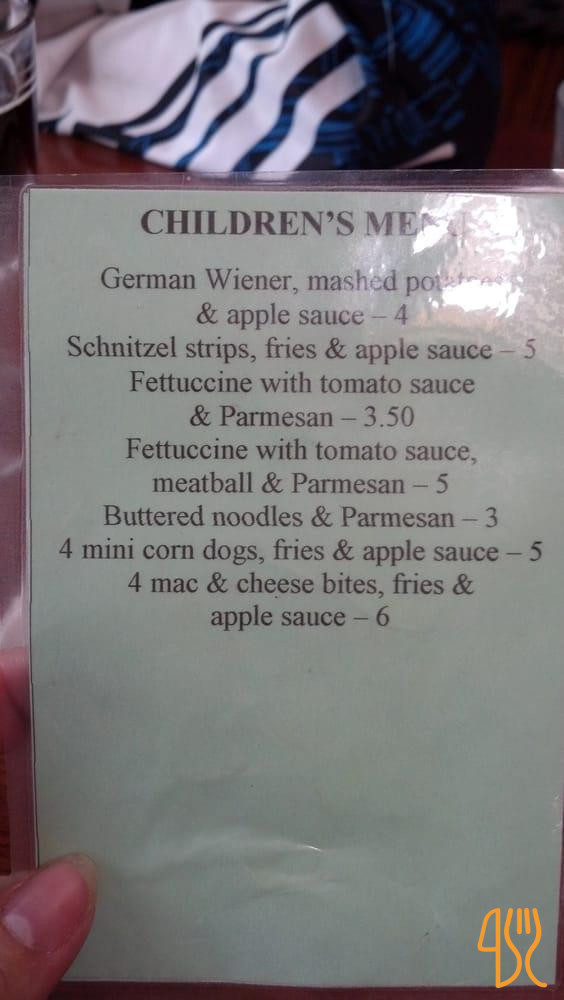 CHILDREN'S MENU
German Wiener, mashed potatoes
& apple sauce – 4
Schnitzel strips, fries & apple sauce – 5
Fettuccine with tomato sauce
& Parmesan – 3.50
Fettuccine with tomato sauce,
meatball & Parmesan – 5
Buttered noodles & Parmesan – 3
4 mini corn dogs, fries & apple sauce – 5
4 mac & cheese bites, fries &
apple sauce – 6